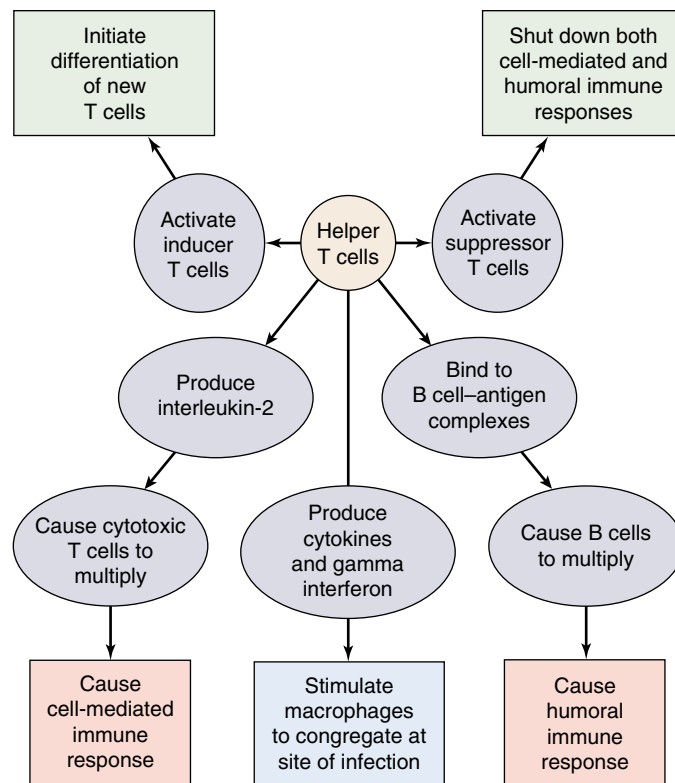 Initiate
differentiation
of new
T cells
Shut down both
cell-mediated and
humoral immune
responses
Activate
inducer
T cells
Helper
T cells
Activate
suppressor
T cells
Produce
interleukin-2
Bind to
B cell–antigen
complexes
Cause cytotoxic
T cells to
multiply
Produce
cytokines
and gamma
interferon
Cause B cells
to multiply
Cause
cell-mediated
immune
response
Stimulate
macrophages
to congregate at
site of infection
Cause
humoral
immune
response